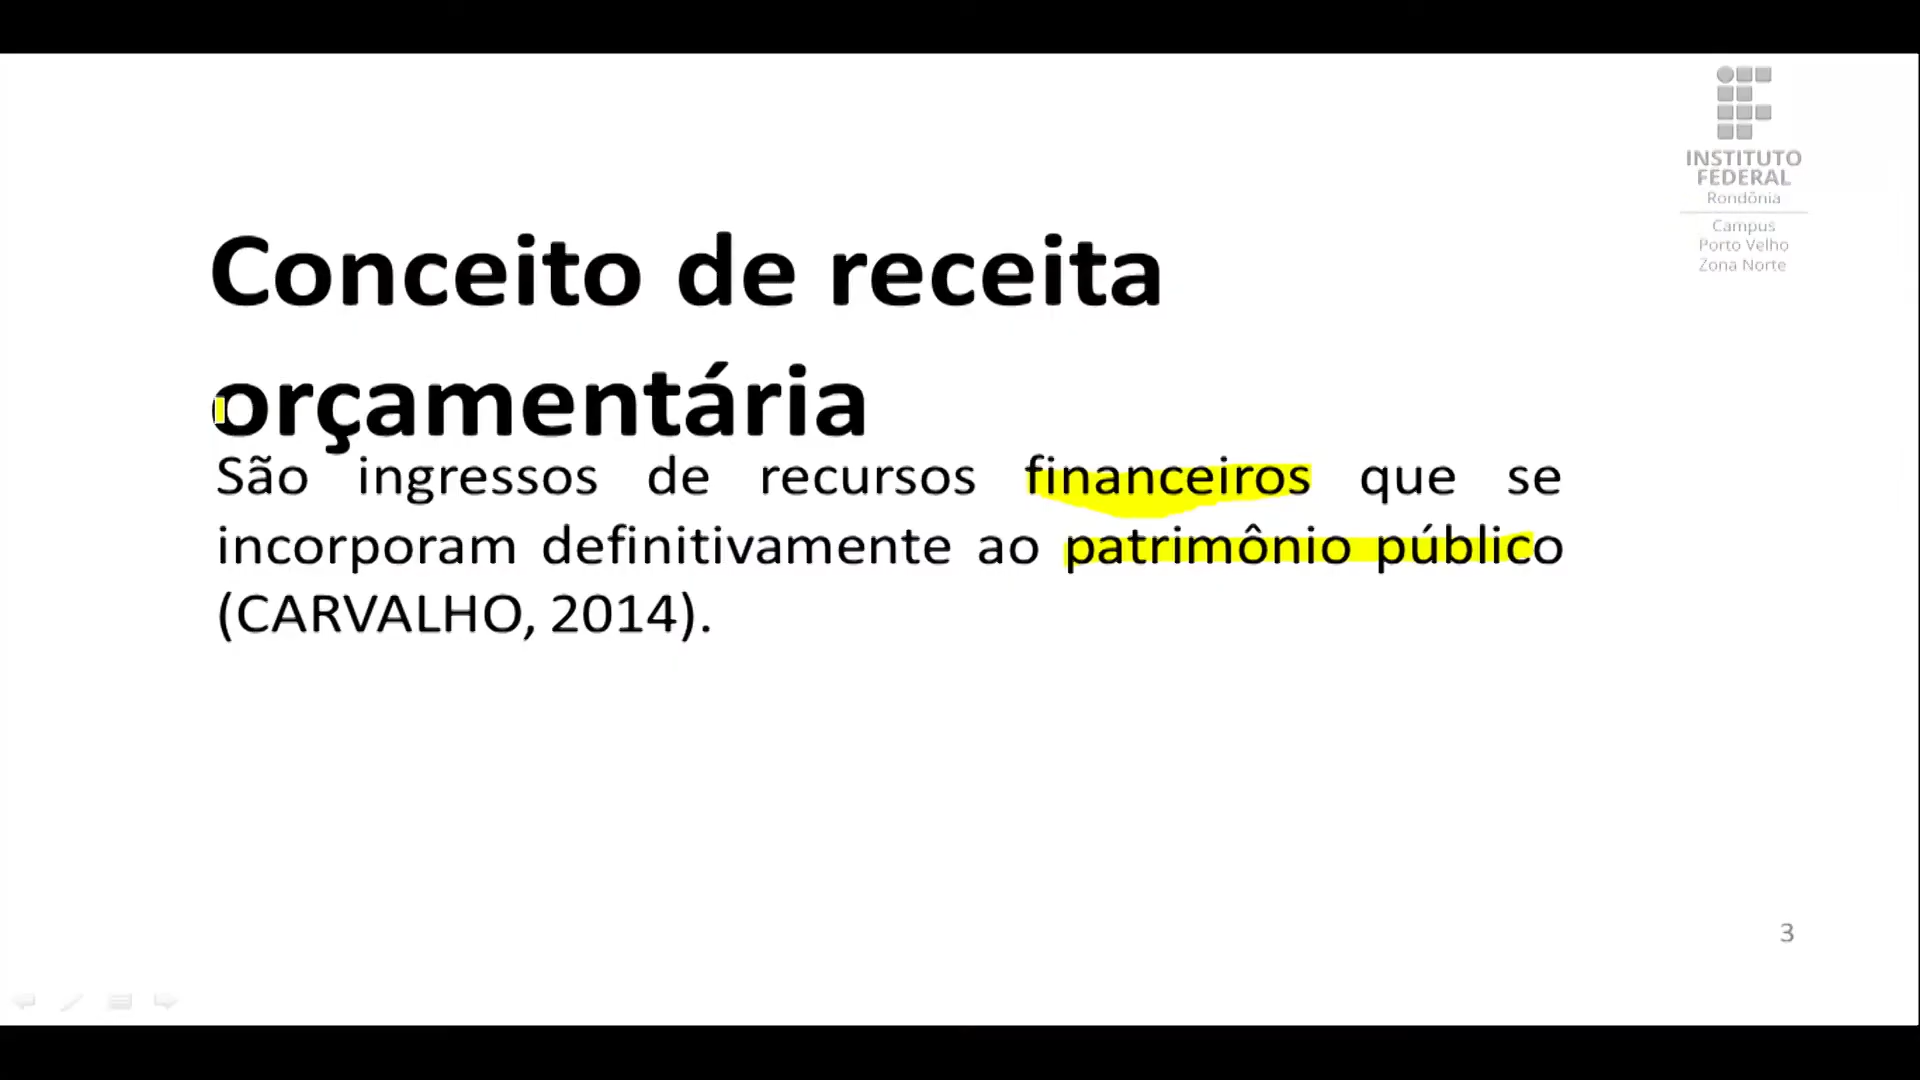 INSTITUTO
FEDERAL
Rondônia
Campus
Porto Velho
Zona Norte
Conceito de receita
orçamentária
São ingressos de recursos financeiros que se
incorporam definitivamente ao patrimônio público
(CARVALHO, 2014).
3